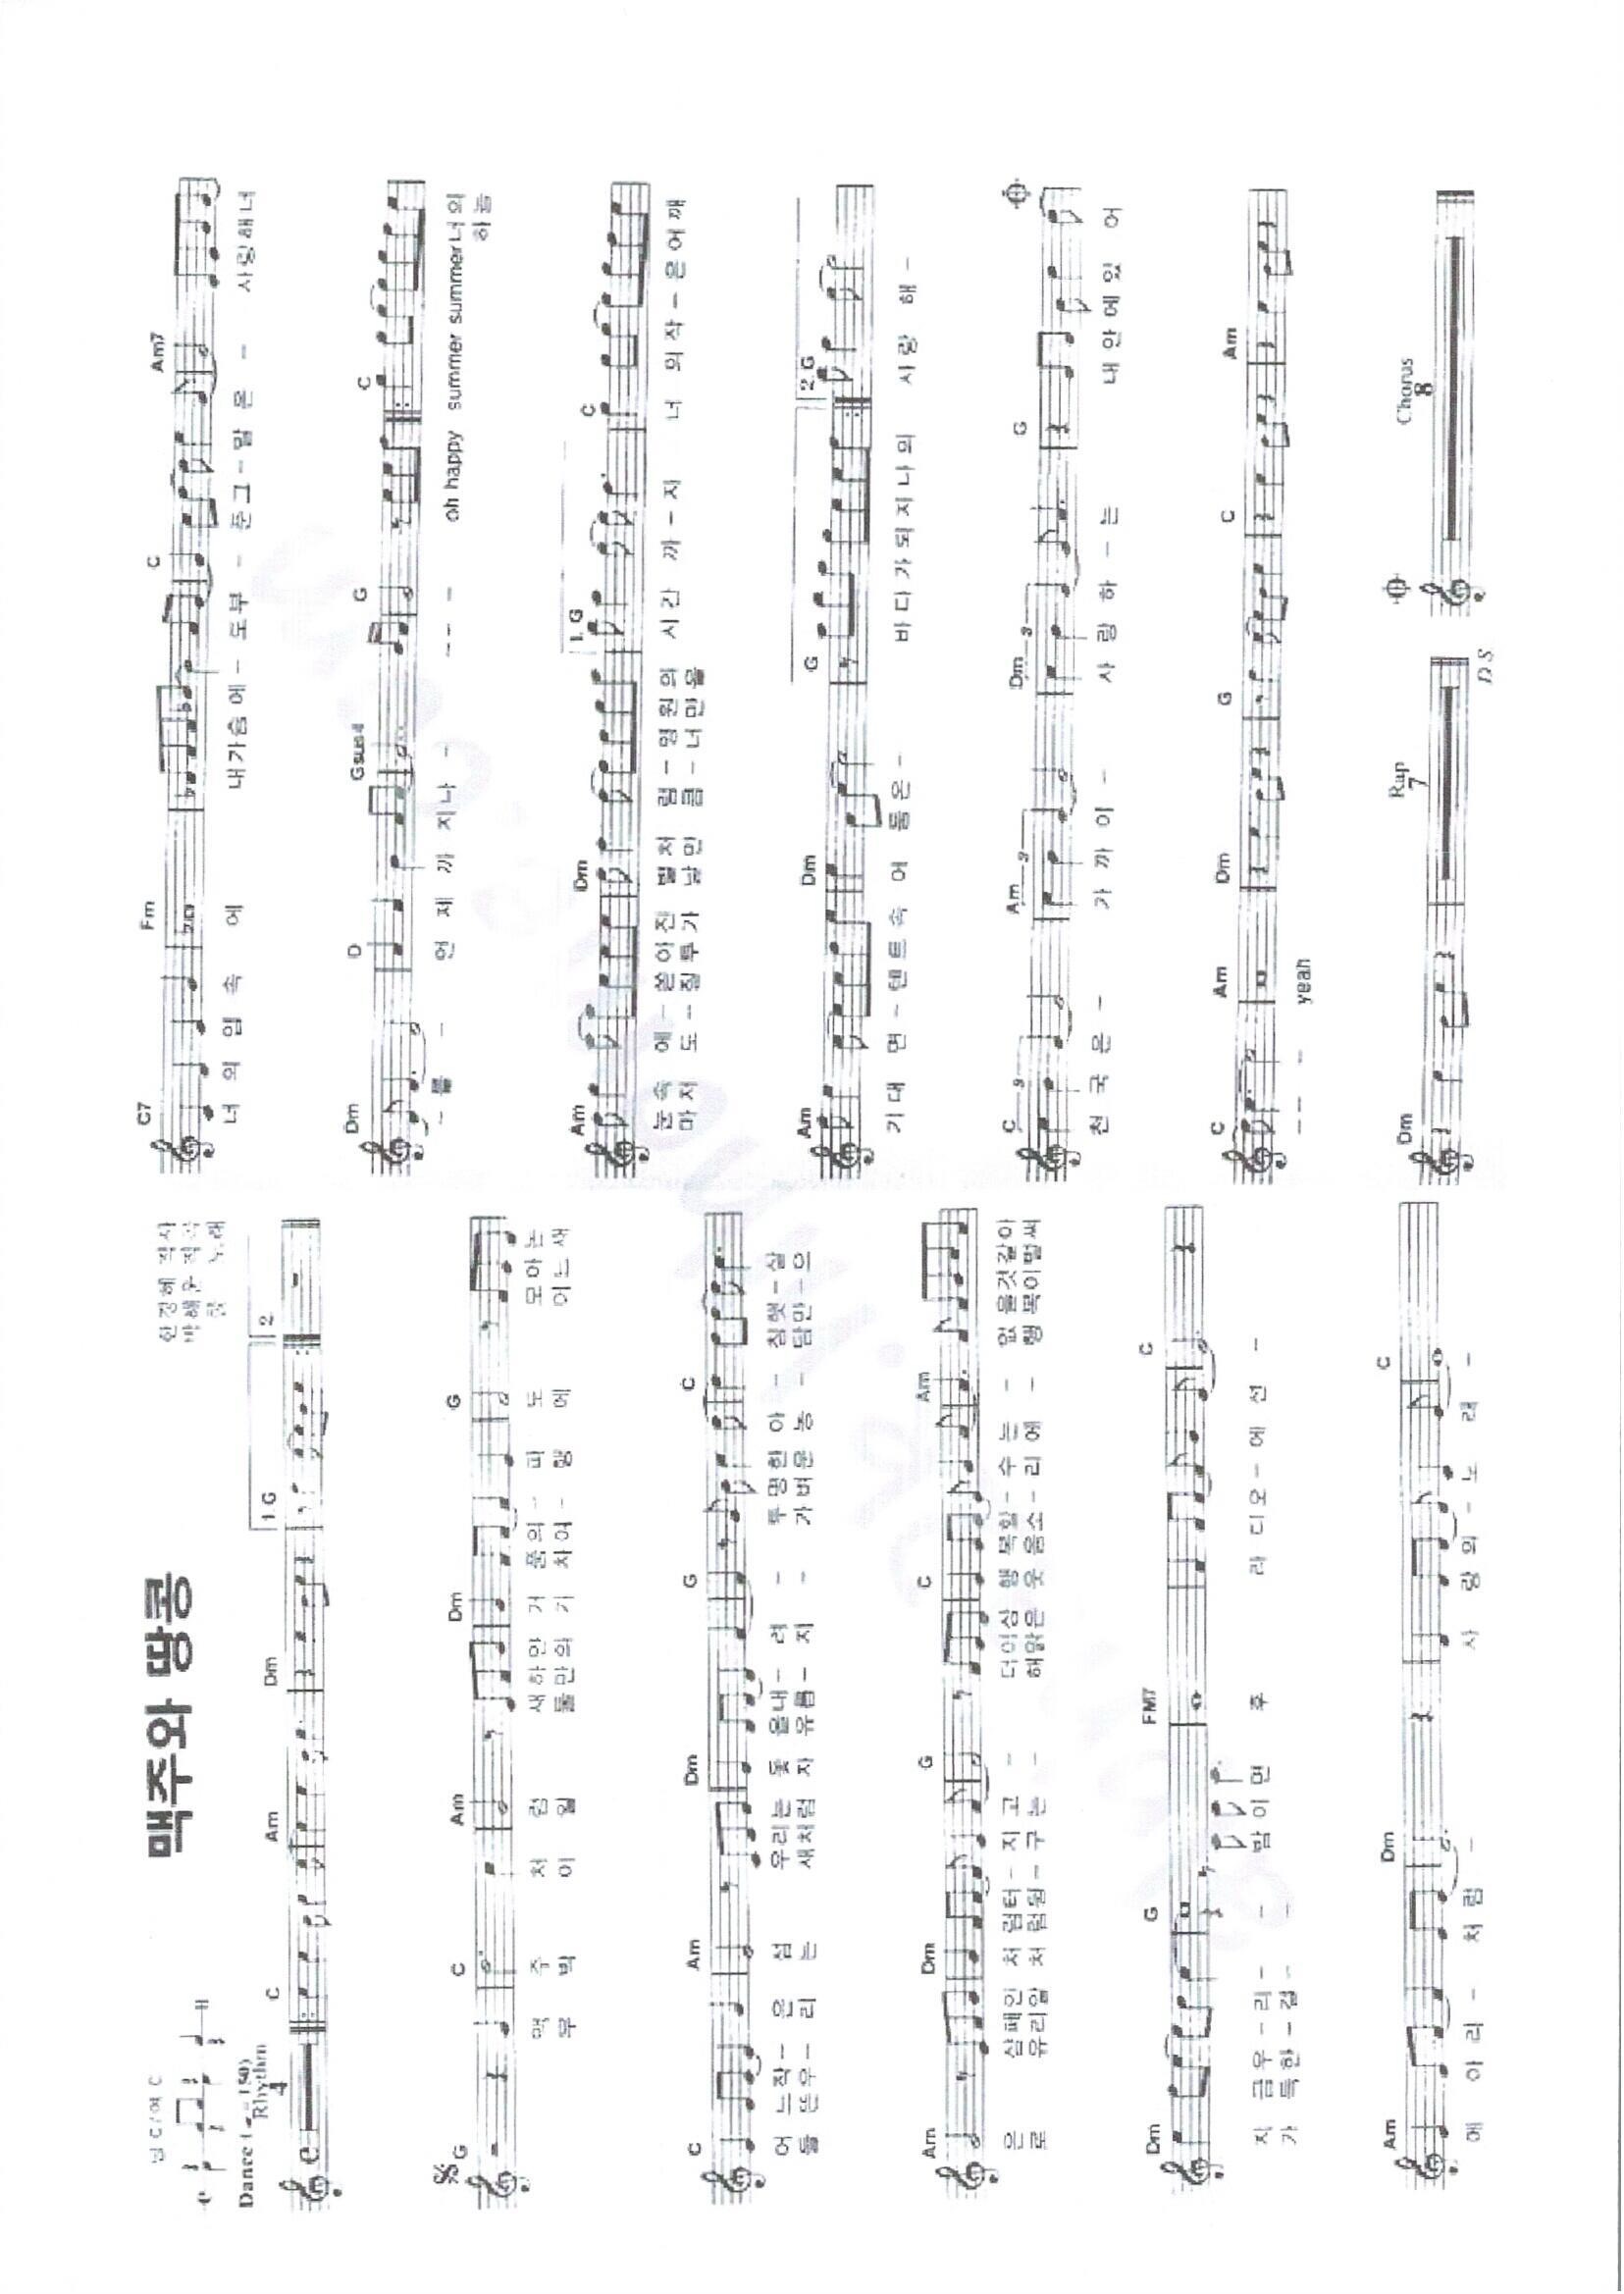 맥주와 땅콩
남 C / 여 C
한경혜 작사
박해운 작곡
쿨 노래
Dance (♩=150)
Rhythm
4
C Am Dm 1. G 2.
G C Am Dm G
맥 주 처 럼 새하얀 거 품의- 파 도 모아논
무 박 이 일 둘만의 기 차여- 행 에 어느새
C Am Dm G C
어 느작- 은 섬 우리는 돛 을내- 려 - 투명한 아 - 침햇-살
들 뜬우- 리 는 새처럼 자 유롭- 지 - 가벼운 농 - 담만-으
Am Dm G C Am
은 샴페인 처 럼터- 지 고 - 더이상 행 복할- 수 는 - 없 을것같아
로 유리알 처 럼뒹- 구 는 - 해맑은 웃 음소- 리 에 - 행 복이벌써
Dm G FM7 C
지 금우 -리 - - 밤이면 후 라 디오- 에 선 -
가 득한 -걸 - -
Am Dm C
메 아리- 처 럼 - 사 랑의 - 노 래 -
C7 Fm C Am7
너 의 입 속 에 내가슴에- 도부 - 둔그-말 은 - 사랑해너
Dm D Gsus4 G C
- 를 - 언 제 까 지나 - -- - oh happy summer summer너의
하늘
Am Dm 1. G C
눈속 에- 쏟아진 별처 럼-영원의 시간 까-지 너 의작-은어깨
마저 도- 질투가 날만 큼-너만을
Am Dm G 2. G
기대 면 -텐트속 어 둠은- 바다가되지나의 사랑 해 -
C 3 Am 3 Dm 3 G
천 국 은 - 가 까 이 - 사 랑 하 -는 내 안에있 어
C Am Dm G C Am
-- - yeah
Dm Rap 7 Chorus 8
D S